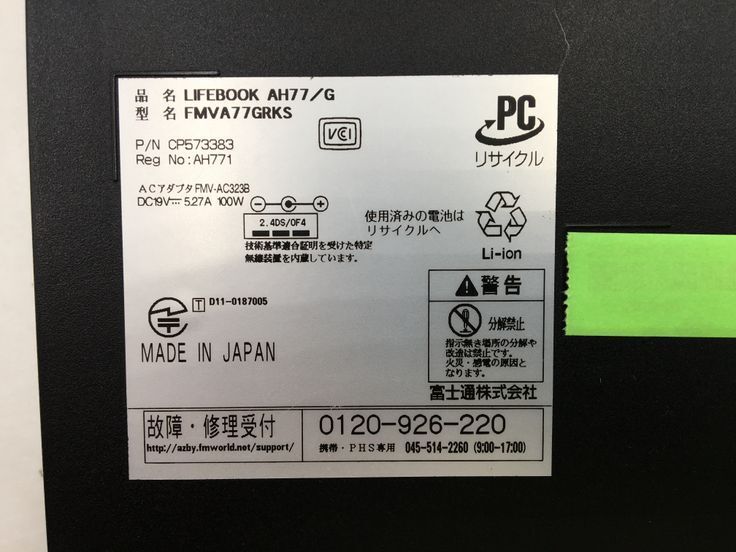 品 名 LIFEBOOK AH77/G
型 名 FMVA77GRKS
P/N CP573383
Reg No:AH771
VCCI
PC
リサイクル
ACアダプタ FMV-AC323B
DC19V⎓ 5.27A 100W
2.4DS/OF4
技術基準適合証明を受けた特定
無線装置を内蔵しています。
使用済みの電池は
リサイクルへ
Li-ion
T D11-0187005
MADE IN JAPAN
警告
分解禁止
指示無き場所の分解や
改造は禁止です。
火災・感電の原因と
なります。
富士通株式会社
故障・修理受付
http://azby.fmworld.net/support/
0120-926-220
携帯・PHS専用 045-514-2260 (9:00-17:00)